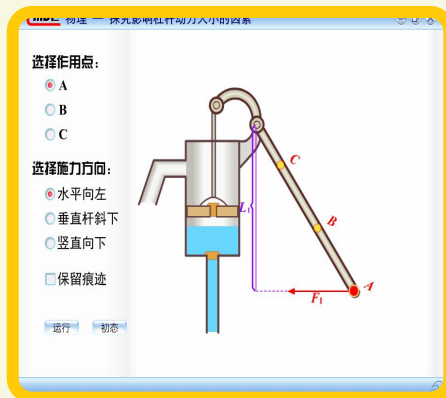 物理 — 探究影响杠杆动力大小的因素
选择作用点：
A
B
C
选择施力方向：
水平向左
垂直杆斜下
竖直向下
保留痕迹
运行 初态
C
B
L₁
A
F₁